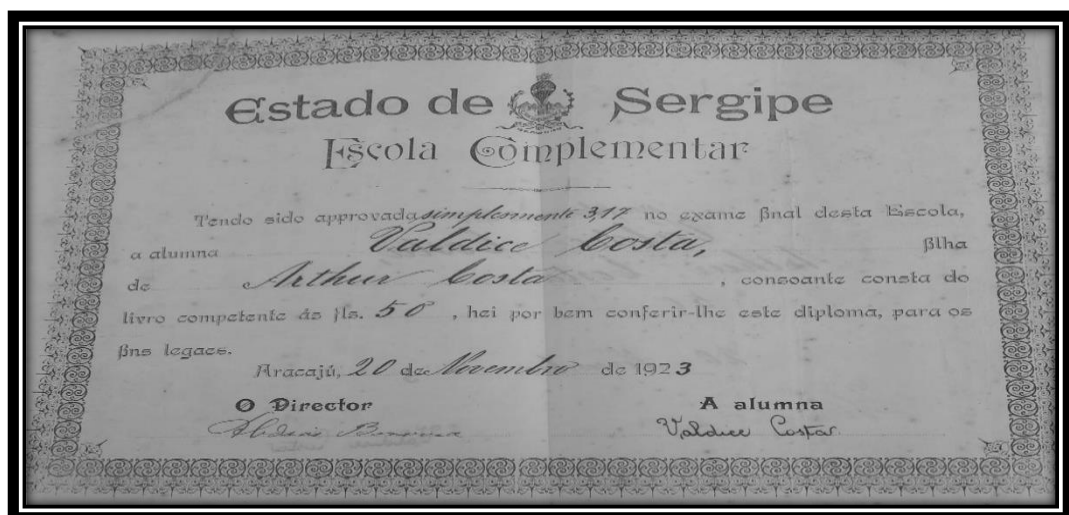 Estado de Sergipe
Escola Complementar
Tendo sido approvada simplesmente 3,17 no exame final desta Escola,
a alumna Valdice Costa, filha
de Arthur Costa, consoante consta do
livro competente ás fls. 50, hei por bem conferir-lhe este diploma, para os
fins legaes.
Aracajú, 20 de Novembro de 1923
O Director A alumna
Valdice Costa